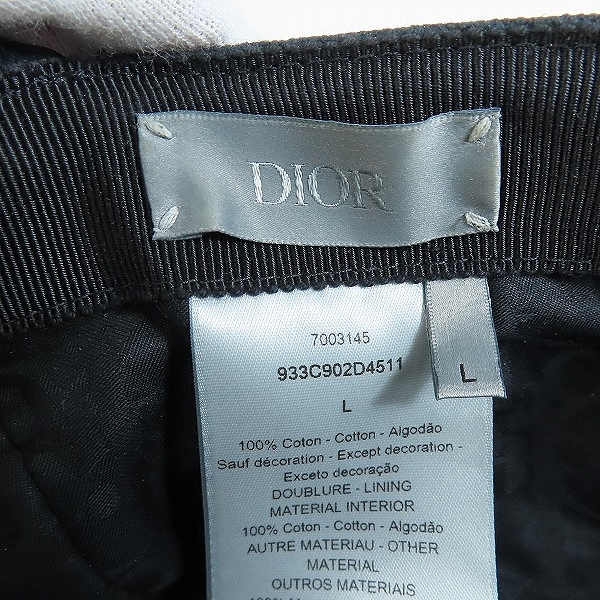 DIOR
7003145
933C902D4511
L
L
100% Coton - Cotton - Algodão
Sauf décoration - Except decoration -
Exceto decoração
DOUBLURE - LINING
MATERIAL INTERIOR
100% Coton - Cotton - Algodão
AUTRE MATERIAU - OTHER
MATERIAL
OUTROS MATERIAIS